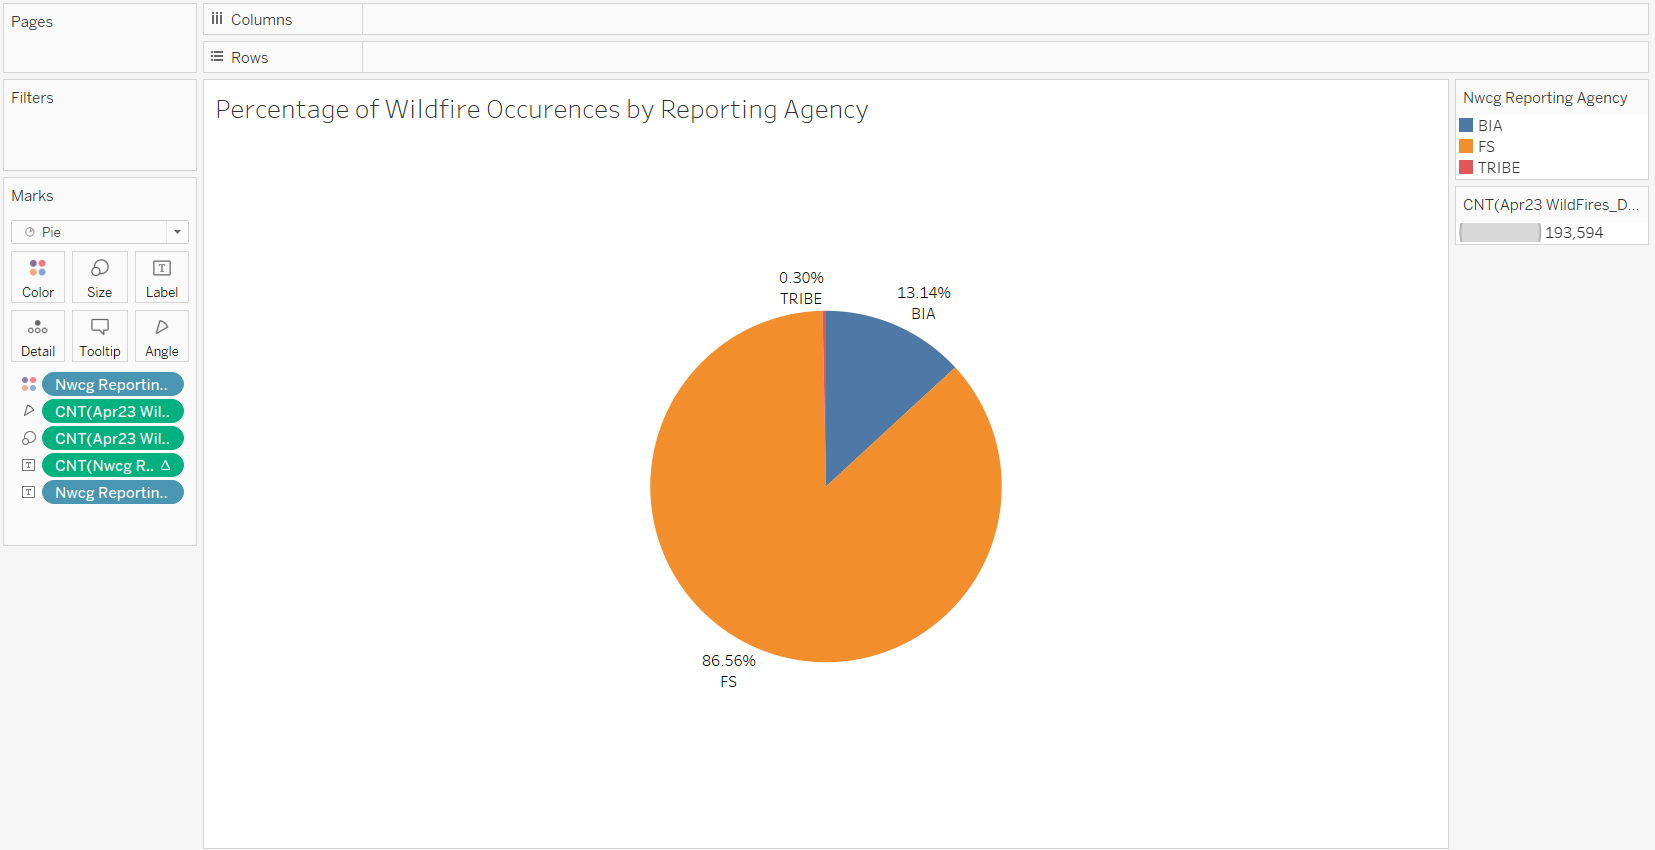 Pages
Columns
Rows
Filters
Marks
Pie
Color
Size
Label
Detail
Tooltip
Angle
Nwcg Reportin..
CNT(Apr23 Wil..
CNT(Apr23 Wil..
CNT(Nwcg R.. Δ
Nwcg Reportin..
Percentage of Wildfire Occurences by Reporting Agency
0.30%
TRIBE
13.14%
BIA
86.56%
FS
Nwcg Reporting Agency
BIA
FS
TRIBE
CNT(Apr23 WildFires_D...
193,594